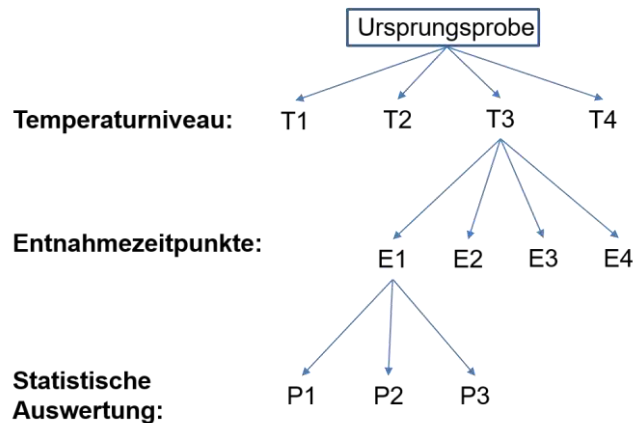 Ursprungsprobe
Temperaturniveau: T1 T2 T3 T4
Entnahmezeitpunkte: E1 E2 E3 E4
Statistische
Auswertung: P1 P2 P3